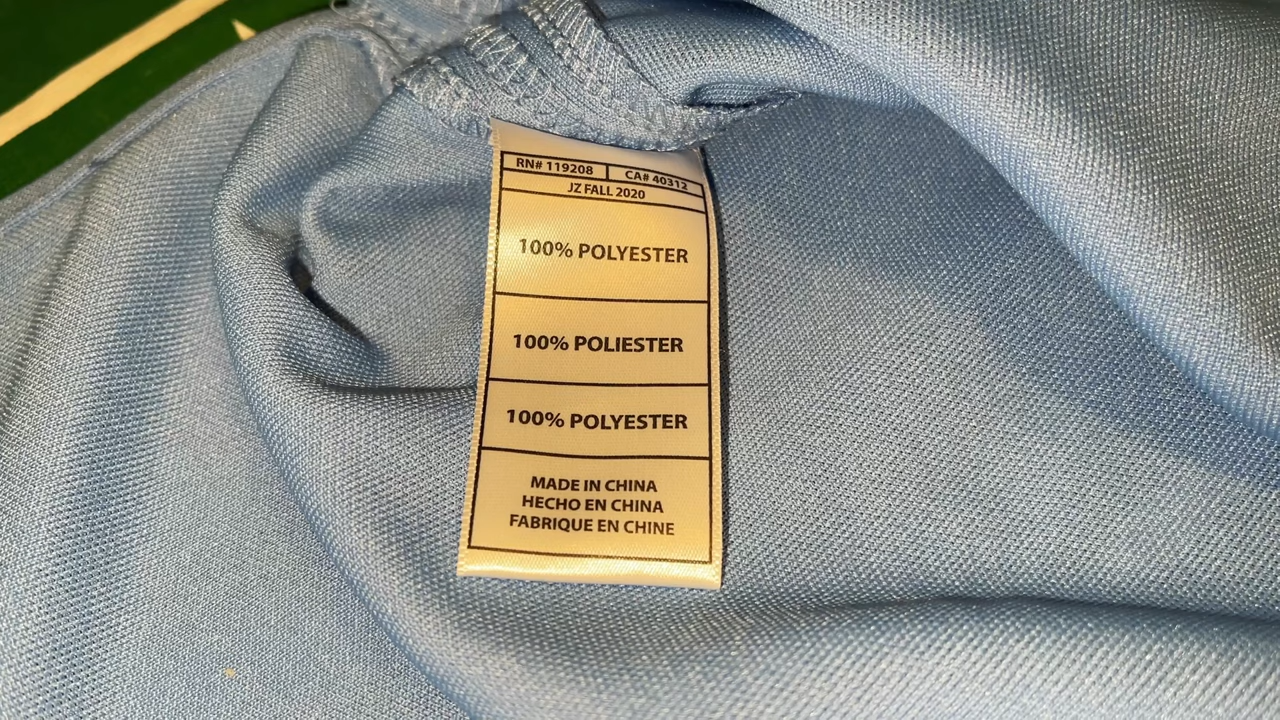 RN# 119208 CA# 40312
JZ FALL 2020
100% POLYESTER
100% POLIESTER
100% POLYESTER
MADE IN CHINA
HECHO EN CHINA
FABRIQUE EN CHINE